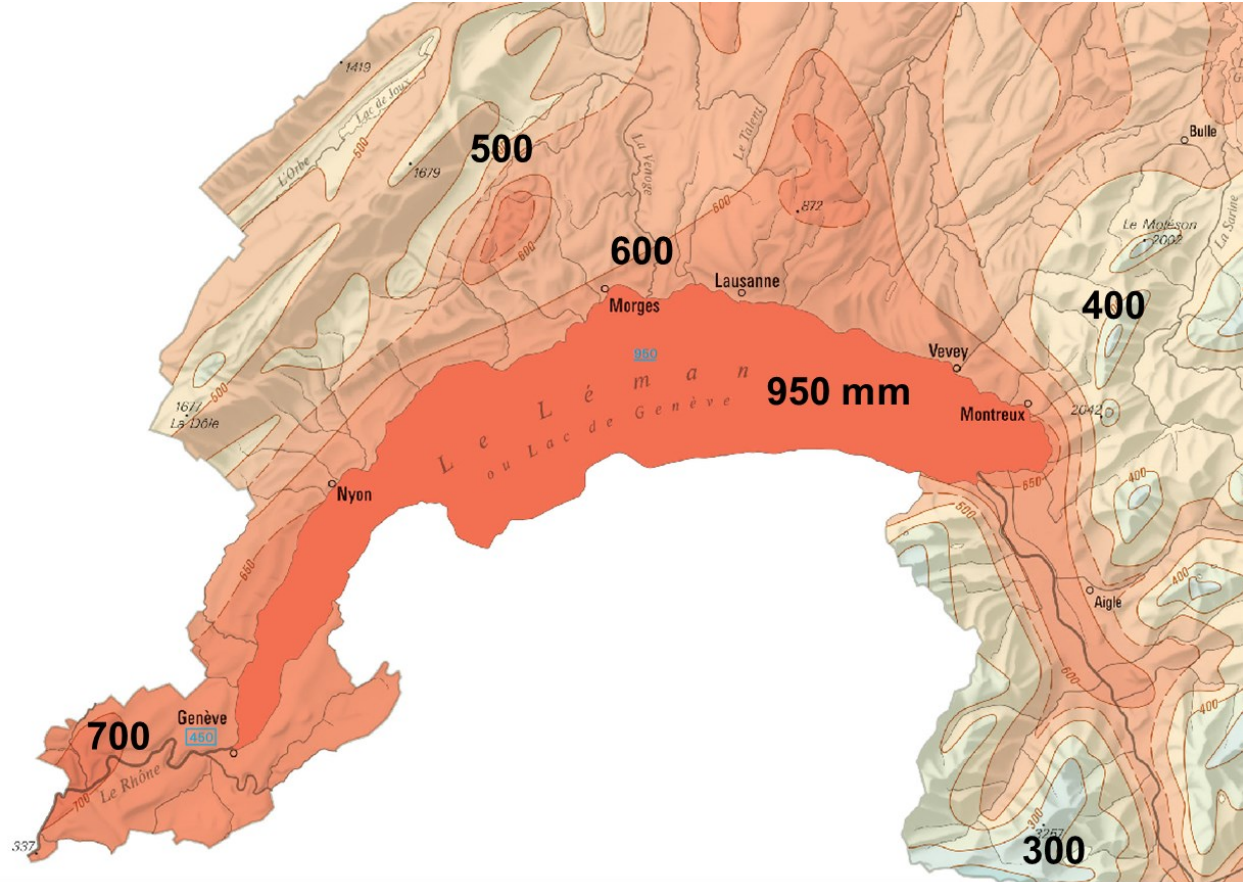 1419
Lac de Joux
L'Orbe
500
1679
500
La Venoge
Le Talent
600
872
600
600
Bulle
Le Moléson
2002
La Sarine
400
Morges
Lausanne
950
Le Léman
ou Lac de Genève
950 mm
Vevey
Montreux
2042
500
1677
La Dôle
Nyon
650
500
400
400
Aigle
600
400
650
Genève
450
700
Le Rhône
700
337
300
3257
300